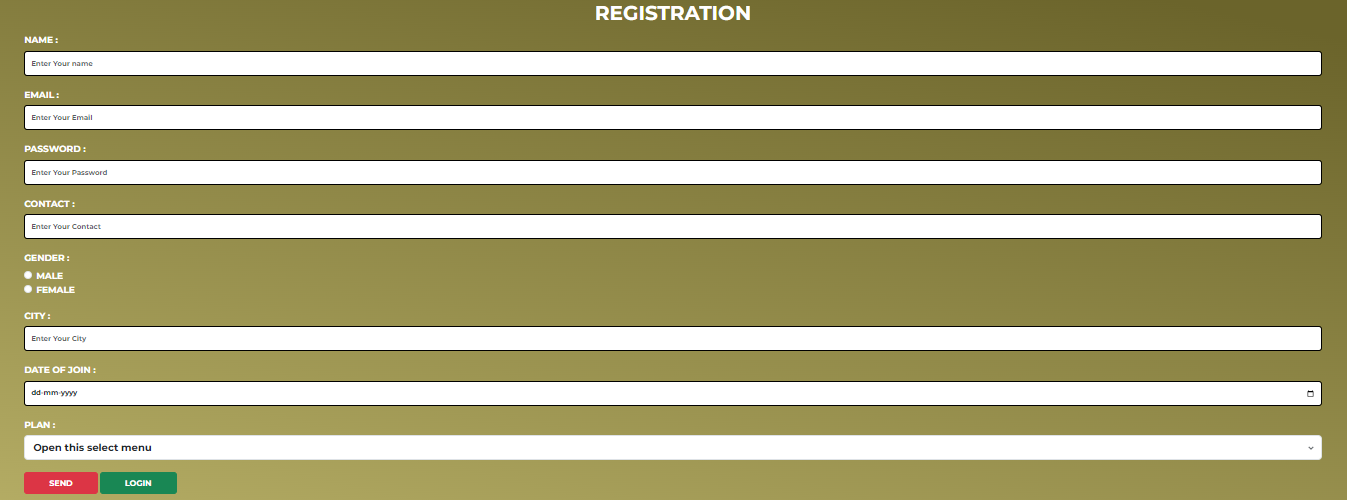 REGISTRATION
NAME :
Enter Your name
EMAIL :
Enter Your Email
PASSWORD :
Enter Your Password
CONTACT :
Enter Your Contact
GENDER :
MALE
FEMALE
CITY :
Enter Your City
DATE OF JOIN :
dd-mm-yyyy
PLAN :
Open this select menu
SEND LOGIN